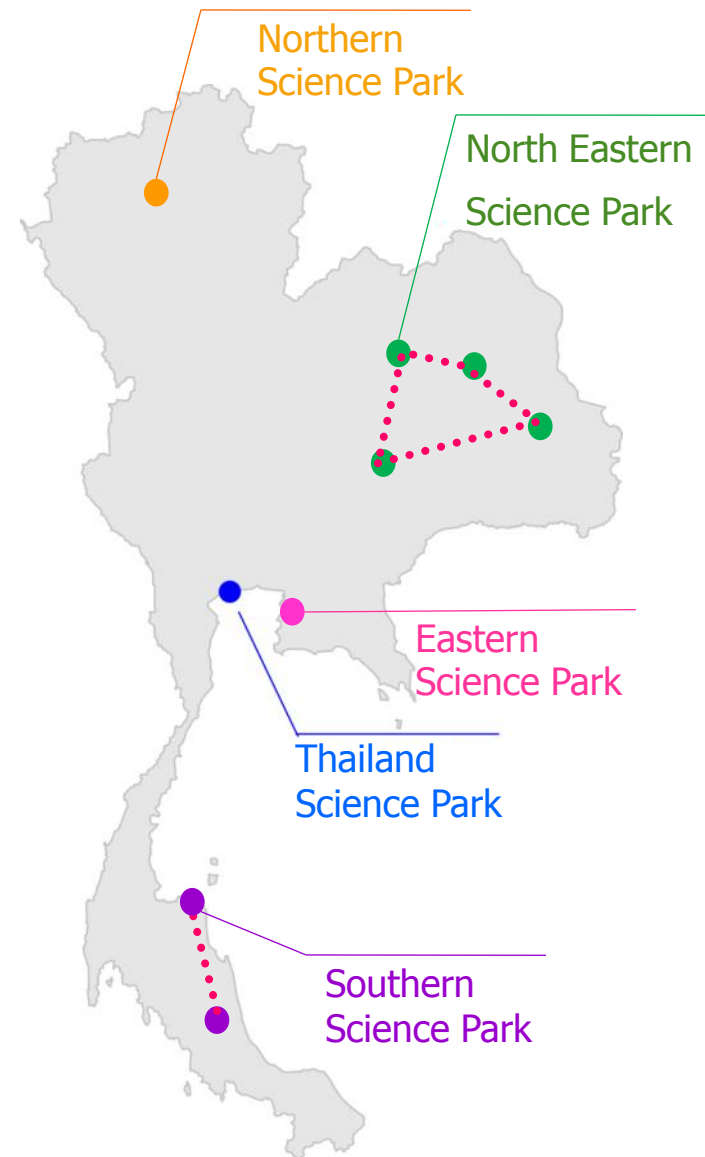 Northern
Science Park
North Eastern
Science Park
Eastern
Science Park
Thailand
Science Park
Southern
Science Park